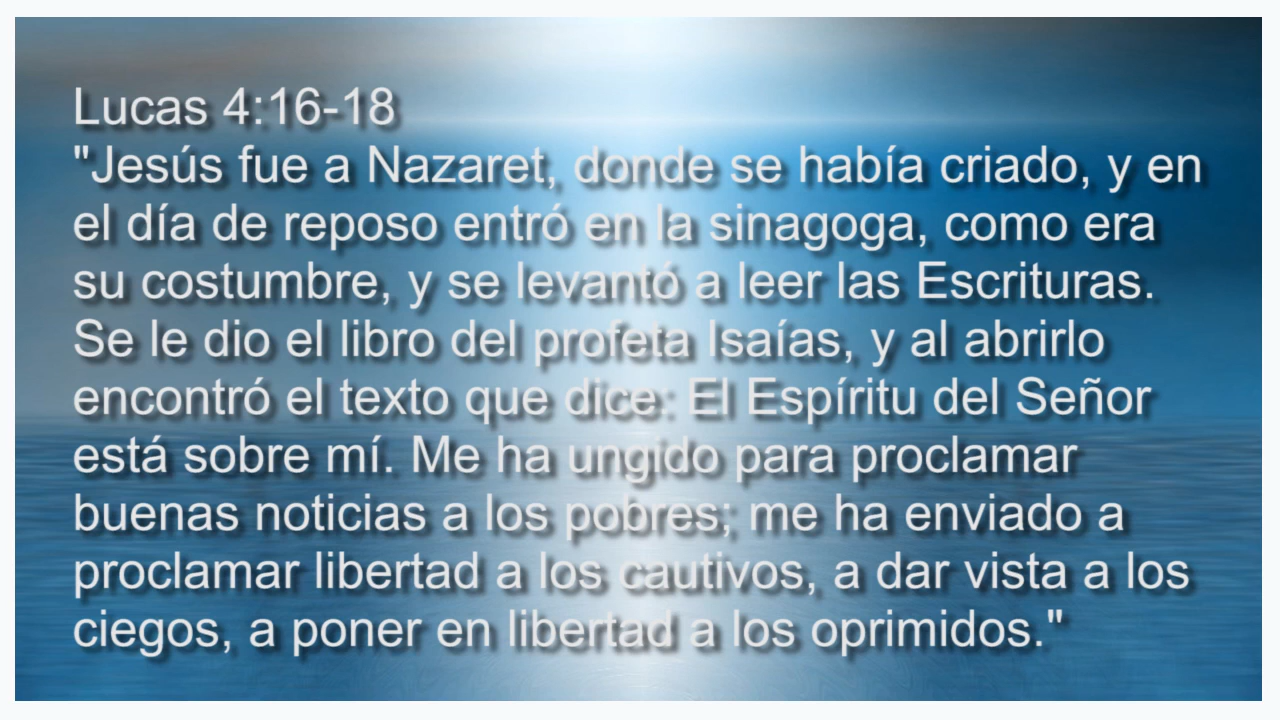 Lucas 4:16-18
"Jesús fue a Nazaret, donde se había criado, y en
el día de reposo entró en la sinagoga, como era
su costumbre, y se levantó a leer las Escrituras.
Se le dio el libro del profeta Isaías, y al abrirlo
encontró el texto que dice: El Espíritu del Señor
está sobre mí. Me ha ungido para proclamar
buenas noticias a los pobres; me ha enviado a
proclamar libertad a los cautivos, a dar vista a los
ciegos, a poner en libertad a los oprimidos."